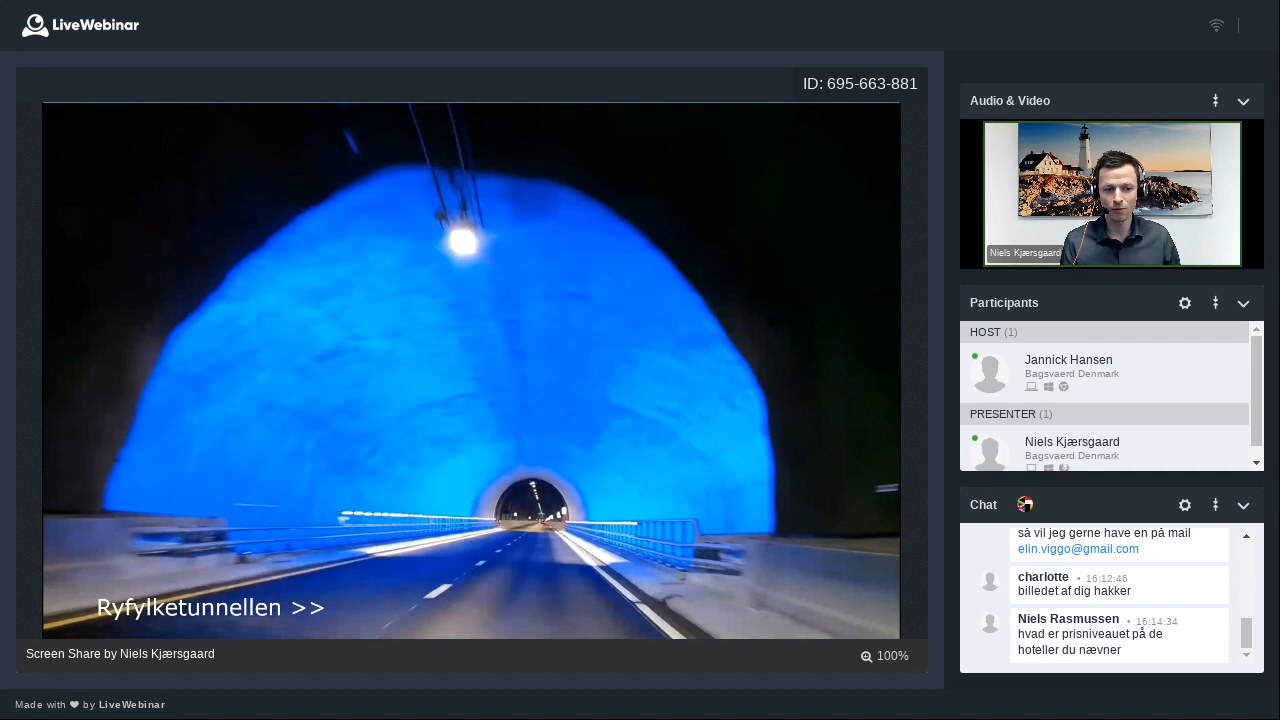 LiveWebinar
ID: 695-663-881
Ryfylketunnellen >>
Screen Share by Niels Kjærsgaard
100%
Audio & Video
Niels Kjærsgaard
Participants
HOST (1)
Jannick Hansen
Bagsvaerd Denmark
PRESENTER (1)
Niels Kjærsgaard
Bagsvaerd Denmark
Chat
så vil jeg gerne have en på mail
elin.viggo@gmail.com
charlotte • 16:12:46
billedet af dig hakker
Niels Rasmussen • 16:14:34
hvad er prisniveauet på de
hoteller du nævner
Made with ❤ by LiveWebinar